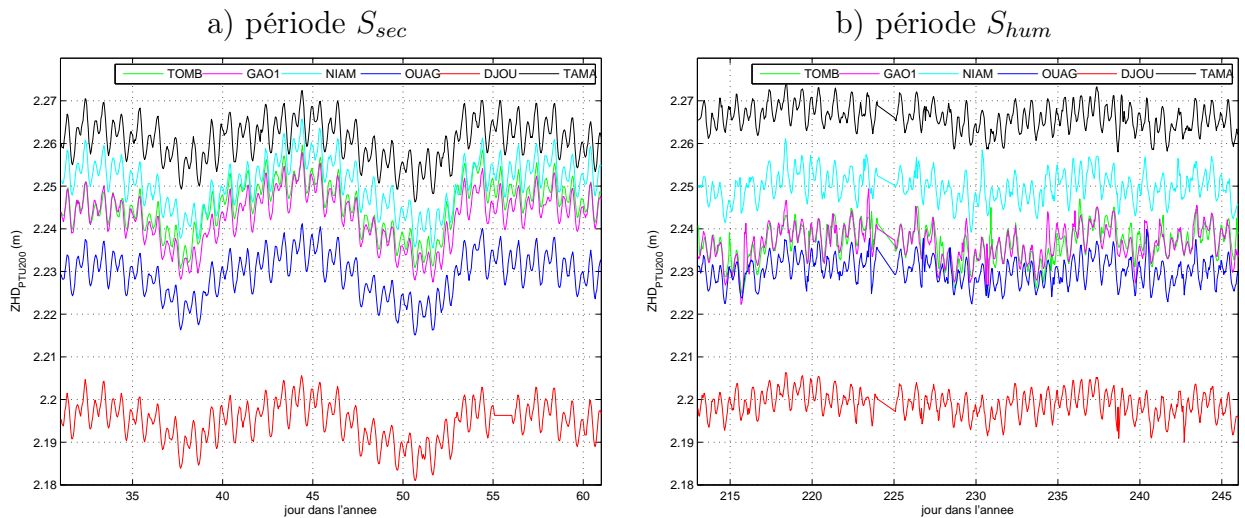 a) période S_sec
TOMB GAO1 NIAM OUAG DJOU TAMA
2.27
2.26
2.25
2.24
2.23
2.22
2.21
2.2
2.19
2.18
ZHD_PTU200 (m)
35 40 45 50 55 60
jour dans l'annee
b) période S_hum
TOMB GAO1 NIAM OUAG DJOU TAMA
2.27
2.26
2.25
2.24
2.23
2.22
2.21
2.2
2.19
2.18
ZHD_PTU200 (m)
215 220 225 230 235 240 245
jour dans l'annee